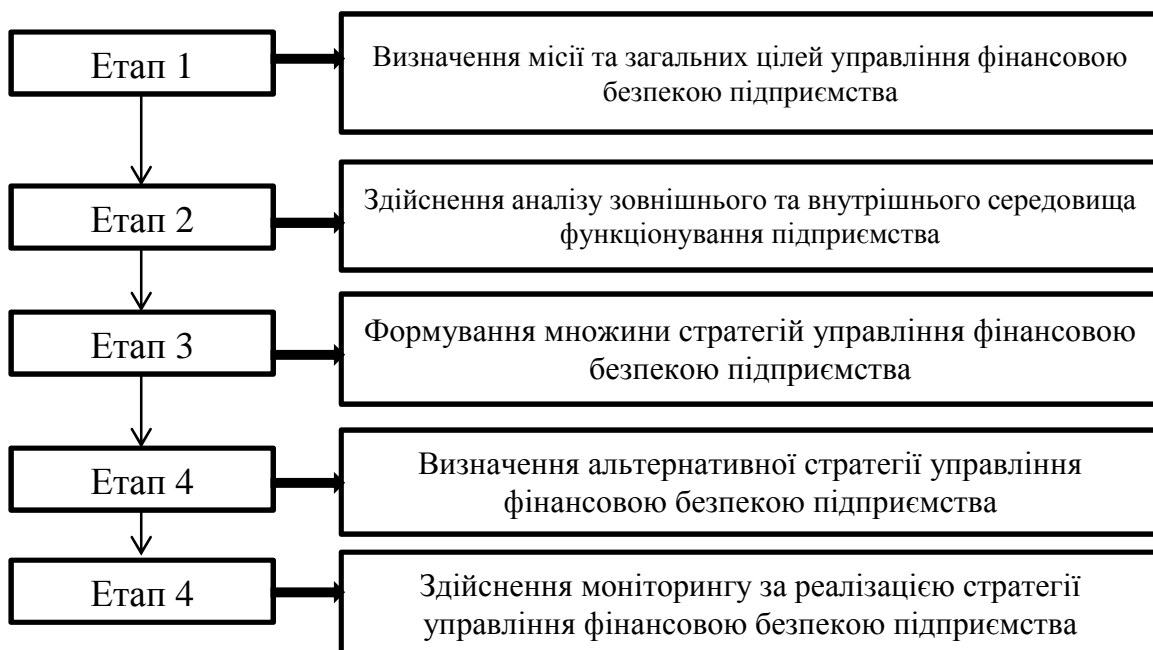 Етап 1
Визначення місії та загальних цілей управління фінансовою
безпекою підприємства
Етап 2
Здійснення аналізу зовнішнього та внутрішнього середовища
функціонування підприємства
Етап 3
Формування множини стратегій управління фінансовою
безпекою підприємства
Етап 4
Визначення альтернативної стратегії управління
фінансовою безпекою підприємства
Етап 4
Здійснення моніторингу за реалізацією стратегії
управління фінансовою безпекою підприємства